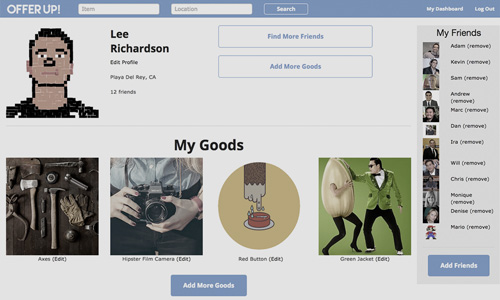 OFFER UP!
Item
Location
Search
My Dashboard
Log Out
Lee
Richardson
Edit Profile
Playa Del Rey, CA
12 friends
Find More Friends
Add More Goods
My Goods
Axes (Edit)
Hipster Film Camera (Edit)
Red Button (Edit)
Green Jacket (Edit)
Add More Goods
My Friends
Adam (remove)
Kevin (remove)
Sam (remove)
Andrew
(remove)
Marc (remove)
Dan (remove)
Ira (remove)
Will (remove)
Chris (remove)
Monique
(remove)
Denise (remove)
Mario (remove)
Add Friends